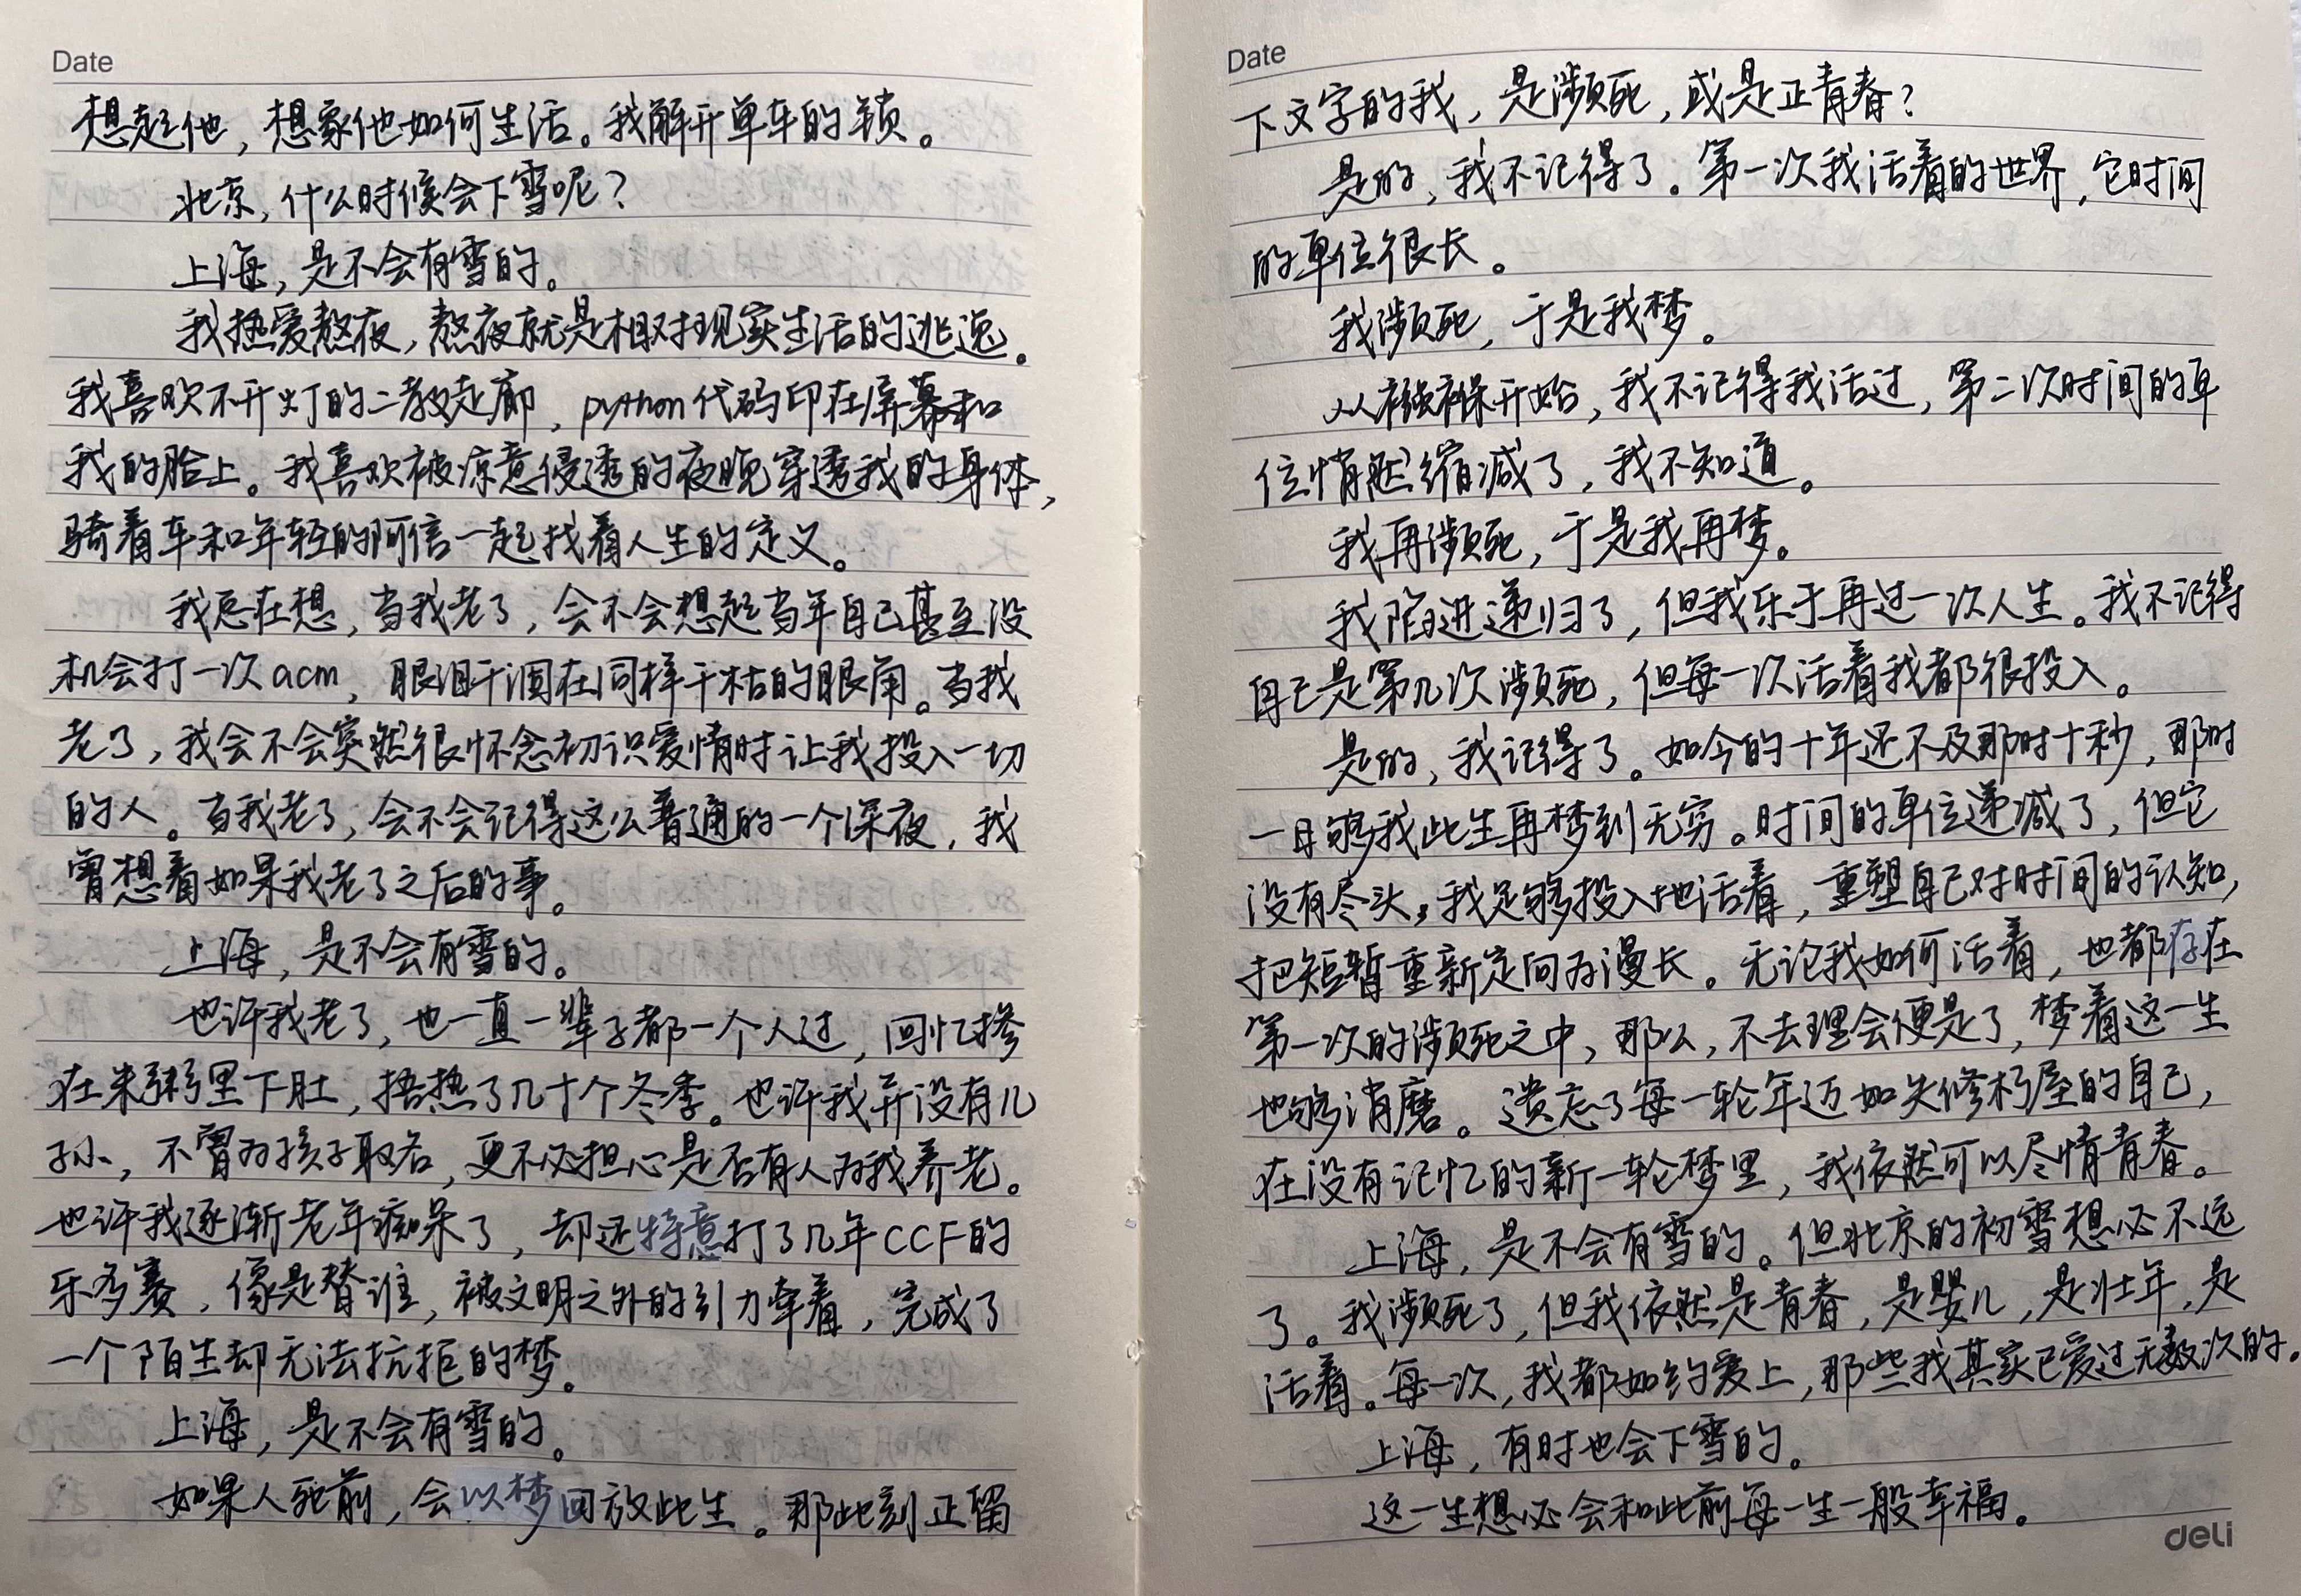 Date
想起他，想象他如何生活。我解开单车的锁。
北京，什么时候会下雪呢？
上海，是不会有雪的。
我热爱熬夜，熬夜就是相对现实生活的逃逸。
我喜欢不开灯的二教走廊，python代码印在屏幕和
我的脸上。我喜欢被凉意侵透的夜晚穿透我的身体，
骑着车和年轻的阿信一起找着人生的定义。
我总在想，当我老了，会不会想起当年自己甚至没
机会打一次acm，眼泪干涸在同样干枯的眼角。当我
老了，我会不会突然很怀念初识爱情时让我投入一切
的人。当我老了，会不会记得这么普通的一个深夜，我
曾想着如果我老了之后的事。
上海，是不会有雪的。
也许我老了，也一直一辈子都一个人过，回忆掺
在米粥里下肚，捂热了几十个冬季。也许我并没有儿
孙，不曾为孩子取名，更不必担心是否有人为我养老。
也许我逐渐老年痴呆了，却还特意打了几年CCF的
乐多赛，像是替谁，被文明之外的引力牵着，完成了
一个陌生却无法抗拒的梦。
上海，是不会有雪的。
如果人死前，会以梦回放此生。那此刻正留
Date
下文字的我，是濒死，或是正青春？
是的，我不记得了。第一次我活着的世界，它时间
的单位很长。
我濒死，于是我梦。
从襁褓开始，我不记得我活过，第二次时间的单
位悄然缩减了，我不知道。
我再濒死，于是我再梦。
我陷进递归了，但我乐于再过一次人生。我不记得
自己是第几次濒死，但每一次活着我都很投入。
是的，我记得了。如今的十年还不及那时十秒，那时
一日够我此生再梦到无穷。时间的单位递减了，但它
没有尽头，我足够投入地活着，重塑自己对时间的认知，
把短暂重新定向为漫长。无论我如何活着，也都存在
第一次的濒死之中，那么，不去理会便是了，梦着这一生
也够消磨。遗忘了每一轮年迈如失修朽屋的自己，
在没有记忆的新一轮梦里，我依然可以尽情青春。
上海，是不会有雪的。但北京的初雪想必不远
了。我濒死了，但我依然是青春，是婴儿，是壮年，是
活着。每一次，我都如约爱上，那些我其实已爱过无数次的。
上海，有时也会下雪的。
这一生想必会和此前每一生一般幸福。
deli